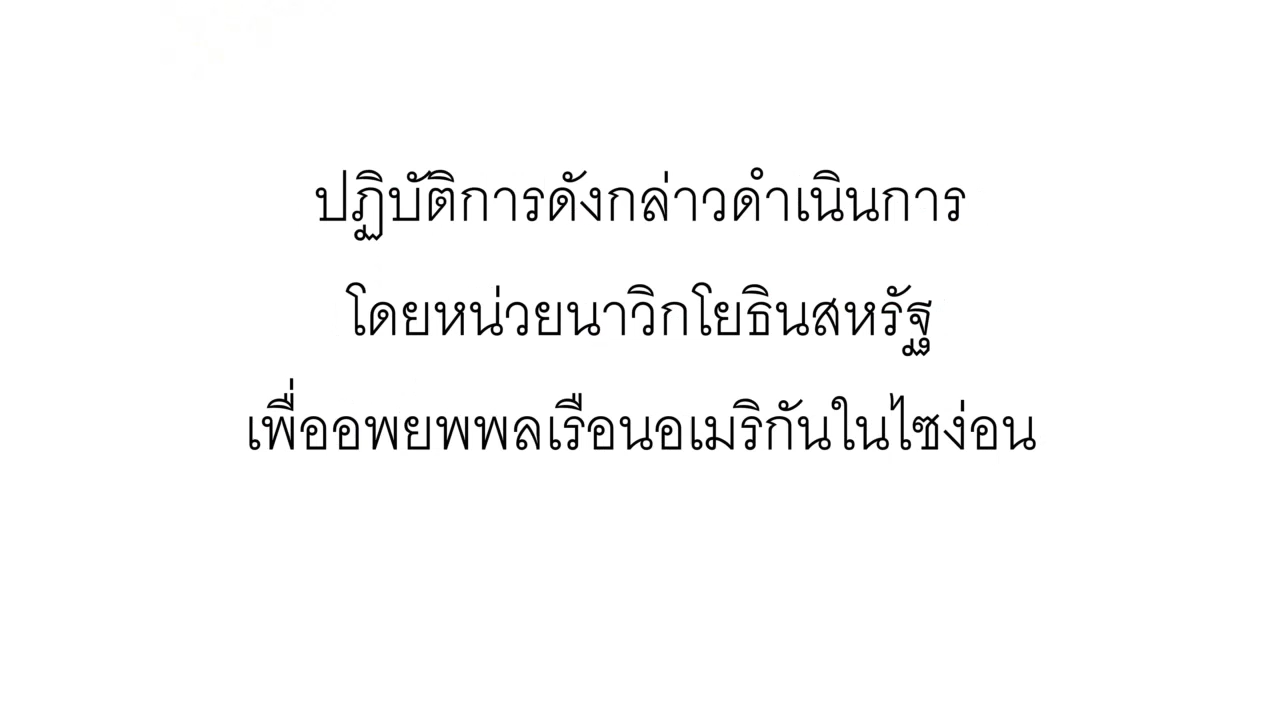 ปฏิบัติการดังกล่าวดำเนินการ
โดยหน่วยนาวิกโยธินสหรัฐ
เพื่ออพยพพลเรือนอเมริกันในไซง่อน